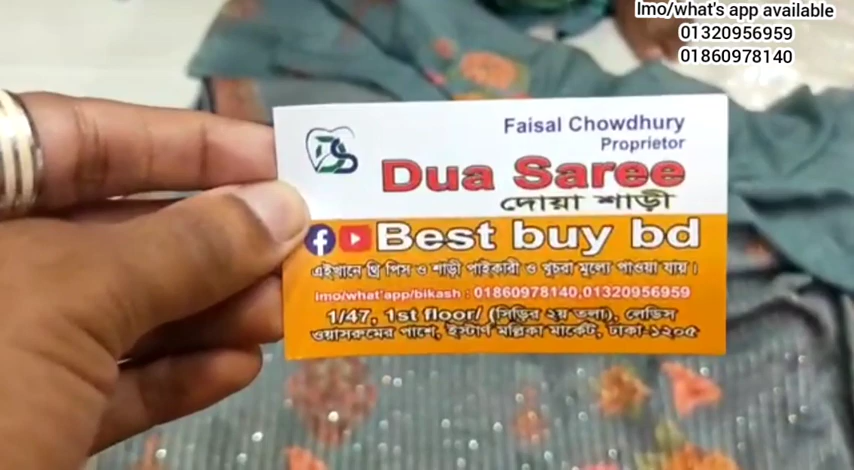 Imo/what's app available
01320956959
01860978140
DS
Faisal Chowdhury
Proprietor
Dua Saree
দোয়া শাড়ী
Best buy bd
এইখানে থ্রি পিস ও শাড়ী পাইকারী ও খুচরা মূল্যে পাওয়া যায়।
Imo/what'app/bikash : 01860978140,01320956959
1/47, 1st floor/ (সিঁড়ির ২য় তলা), লেডিস
ওয়াসরুমের পাশে, ইস্টার্ণ মল্লিকা মার্কেট, ঢাকা-১২০৫